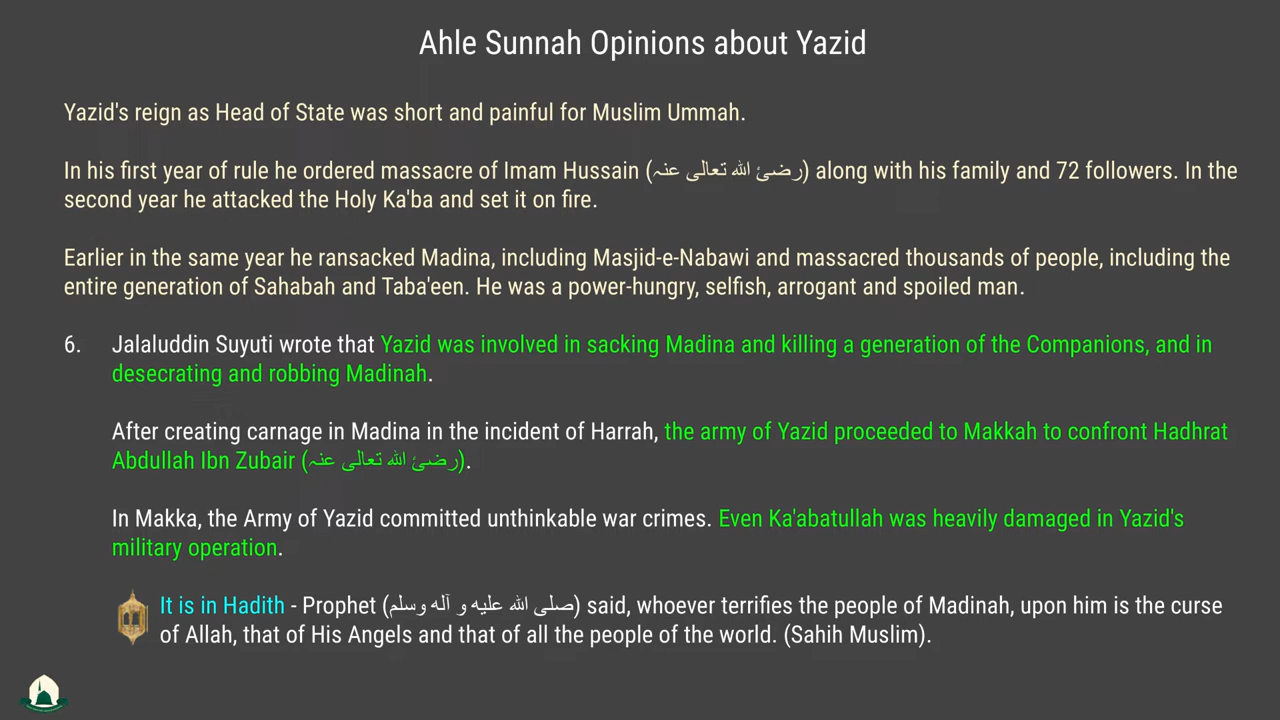 Ahle Sunnah Opinions about Yazid
Yazid's reign as Head of State was short and painful for Muslim Ummah.
In his first year of rule he ordered massacre of Imam Hussain (رضئ الله تعالى عنہ) along with his family and 72 followers. In the
second year he attacked the Holy Ka'ba and set it on fire.
Earlier in the same year he ransacked Madina, including Masjid-e-Nabawi and massacred thousands of people, including the
entire generation of Sahabah and Taba'een. He was a power-hungry, selfish, arrogant and spoiled man.
6. Jalaluddin Suyuti wrote that Yazid was involved in sacking Madina and killing a generation of the Companions, and in
desecrating and robbing Madinah.
After creating carnage in Madina in the incident of Harrah, the army of Yazid proceeded to Makkah to confront Hadhrat
Abdullah Ibn Zubair (رضئ الله تعالى عنہ).
In Makka, the Army of Yazid committed unthinkable war crimes. Even Ka'abatullah was heavily damaged in Yazid's
military operation.
It is in Hadith - Prophet (صلى الله عليه و آله وسلم) said, whoever terrifies the people of Madinah, upon him is the curse
of Allah, that of His Angels and that of all the people of the world. (Sahih Muslim).